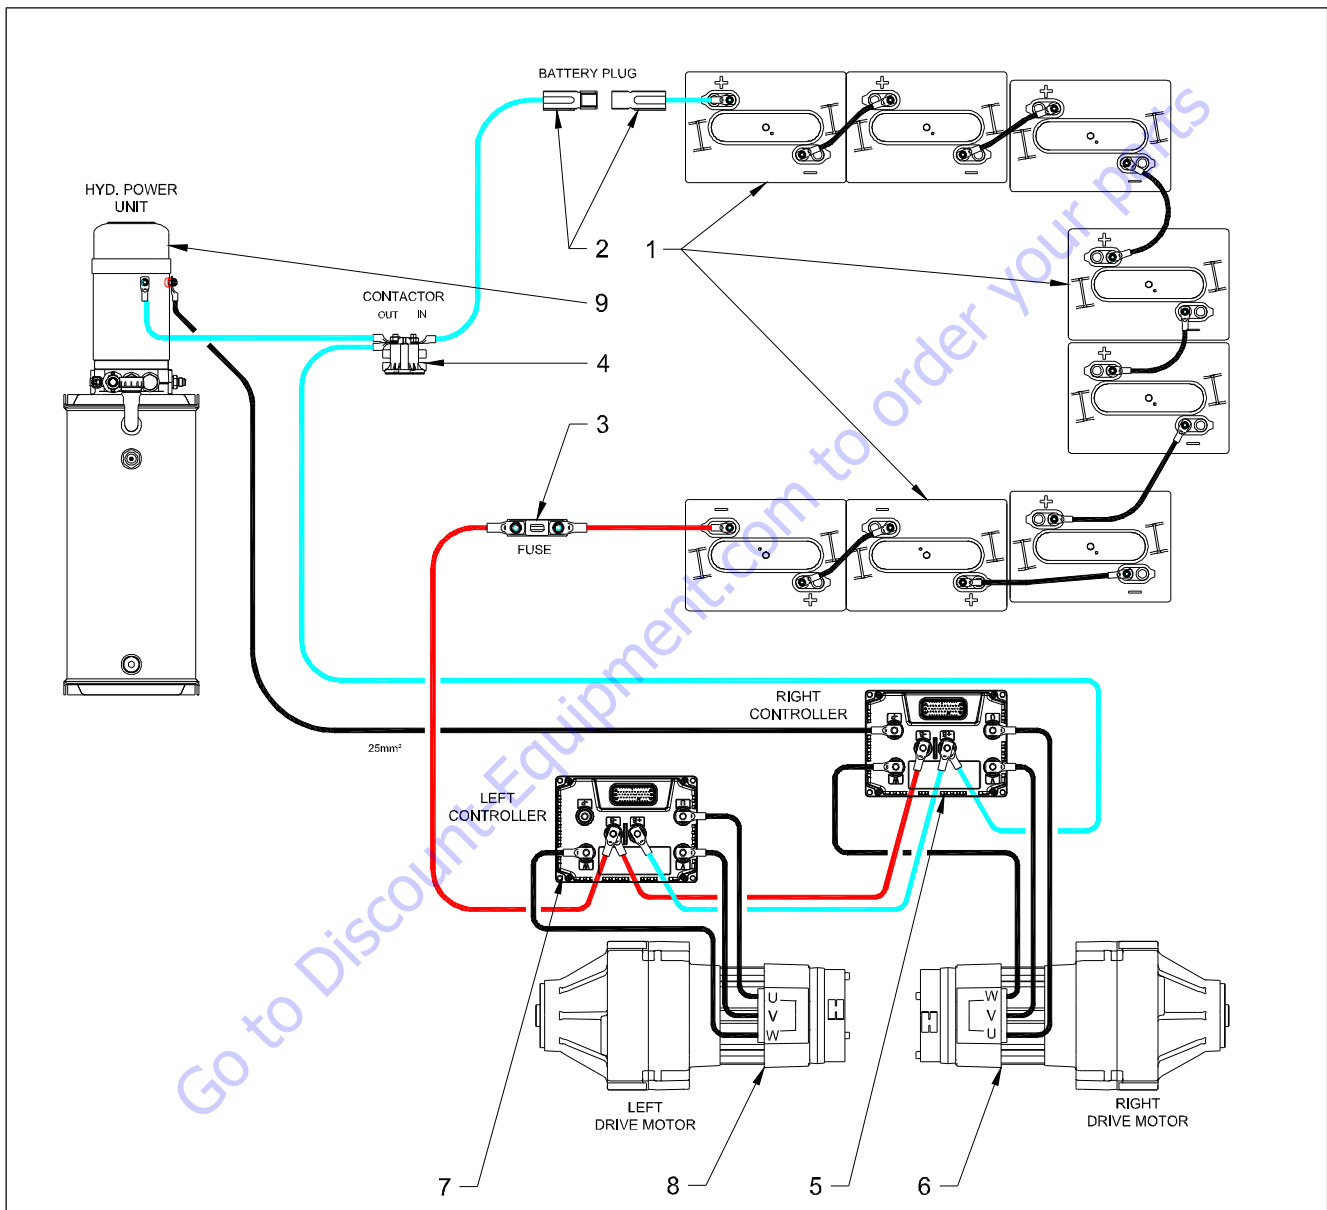 BATTERY PLUG
HYD. POWER
UNIT
2
1
9
CONTACTOR
OUT IN
4
3
FUSE
RIGHT
CONTROLLER
25mm²
LEFT
CONTROLLER
U
V
W
W
V
U
LEFT
DRIVE MOTOR
RIGHT
DRIVE MOTOR
7
8
5
6
Go to Discount-Equipment.com to order your parts